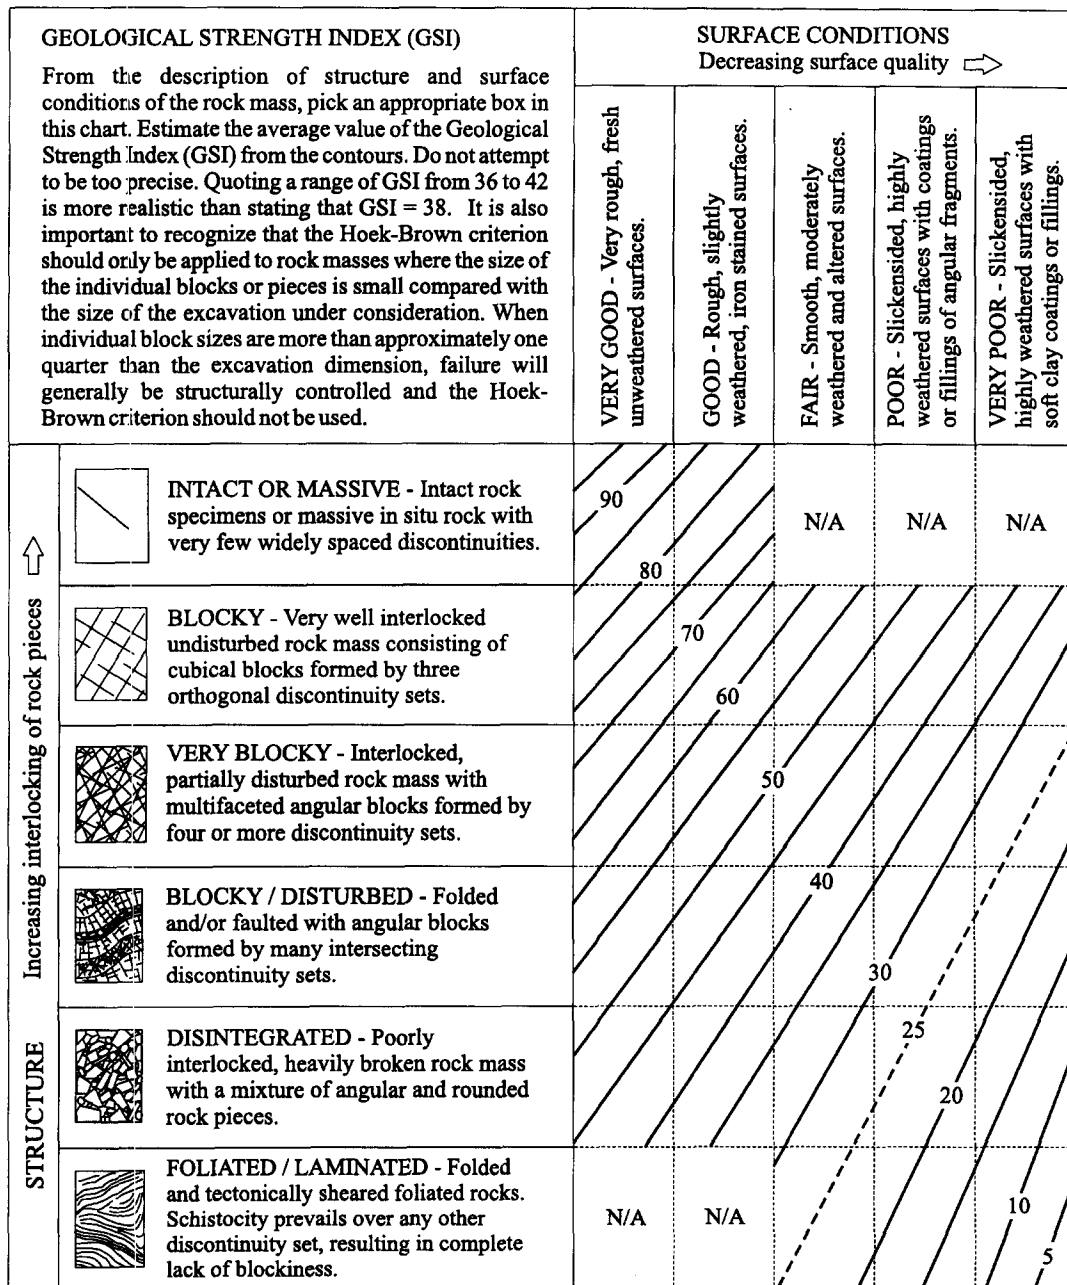 GEOLOGICAL STRENGTH INDEX (GSI)
From the description of structure and surface
conditions of the rock mass, pick an appropriate box in
this chart. Estimate the average value of the Geological
Strength Index (GSI) from the contours. Do not attempt
to be too precise. Quoting a range of GSI from 36 to 42
is more realistic than stating that GSI = 38. It is also
important to recognize that the Hoek-Brown criterion
should only be applied to rock masses where the size of
the individual blocks or pieces is small compared with
the size of the excavation under consideration. When
individual block sizes are more than approximately one
quarter than the excavation dimension, failure will
generally be structurally controlled and the Hoek-
Brown criterion should not be used.
SURFACE CONDITIONS
Decreasing surface quality
VERY GOOD - Very rough, fresh
unweathered surfaces.
GOOD - Rough, slightly
weathered, iron stained surfaces.
FAIR - Smooth, moderately
weathered and altered surfaces.
POOR - Slickensided, highly
weathered surfaces with coatings
or fillings of angular fragments.
VERY POOR - Slickensided,
highly weathered surfaces with
soft clay coatings or fillings.
STRUCTURE Increasing interlocking of rock pieces
INTACT OR MASSIVE - Intact rock
specimens or massive in situ rock with
very few widely spaced discontinuities.
90
80
N/A
N/A
N/A
BLOCKY - Very well interlocked
undisturbed rock mass consisting of
cubical blocks formed by three
orthogonal discontinuity sets.
70
60
VERY BLOCKY - Interlocked,
partially disturbed rock mass with
multifaceted angular blocks formed by
four or more discontinuity sets.
50
BLOCKY / DISTURBED - Folded
and/or faulted with angular blocks
formed by many intersecting
discontinuity sets.
40
30
DISINTEGRATED - Poorly
interlocked, heavily broken rock mass
with a mixture of angular and rounded
rock pieces.
25
20
FOLIATED / LAMINATED - Folded
and tectonically sheared foliated rocks.
Schistocity prevails over any other
discontinuity set, resulting in complete
lack of blockiness.
N/A
N/A
10
5